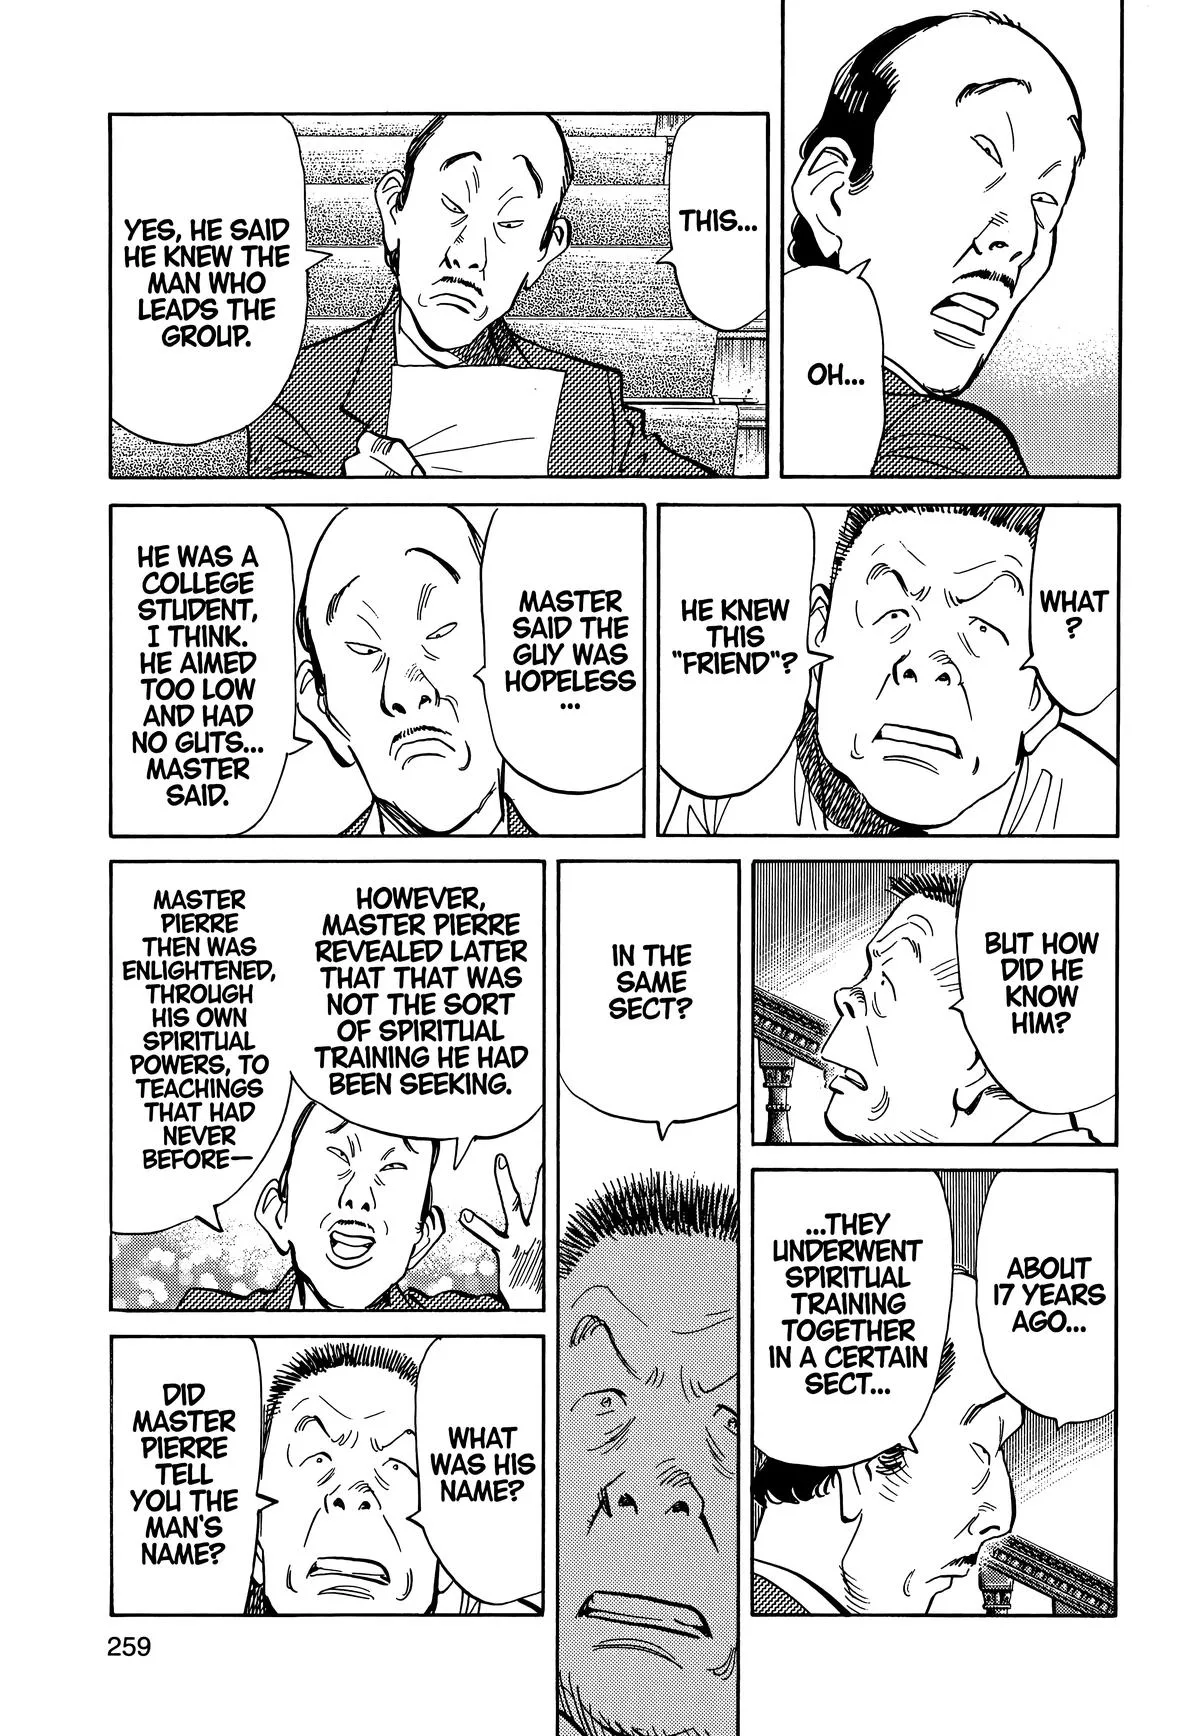 OH...
THIS...
YES, HE SAID
HE KNEW THE
MAN WHO
LEADS THE
GROUP.
WHAT
?
HE KNEW
THIS
"FRIEND"?
MASTER
SAID THE
GUY WAS
HOPELESS
...
HE WAS A
COLLEGE
STUDENT,
I THINK.
HE AIMED
TOO LOW
AND HAD
NO GUTS...
MASTER
SAID.
BUT HOW
DID HE
KNOW
HIM?
ABOUT
17 YEARS
AGO...
...THEY
UNDERWENT
SPIRITUAL
TRAINING
TOGETHER
IN A CERTAIN
SECT...
IN THE
SAME
SECT?
HOWEVER,
MASTER PIERRE
REVEALED LATER
THAT THAT WAS
NOT THE SORT
OF SPIRITUAL
TRAINING HE HAD
BEEN SEEKING.
MASTER
PIERRE
THEN WAS
ENLIGHTENED,
THROUGH
HIS OWN
SPIRITUAL
POWERS, TO
TEACHINGS
THAT HAD
NEVER
BEFORE—
WHAT
WAS HIS
NAME?
DID
MASTER
PIERRE
TELL
YOU THE
MAN'S
NAME?
259